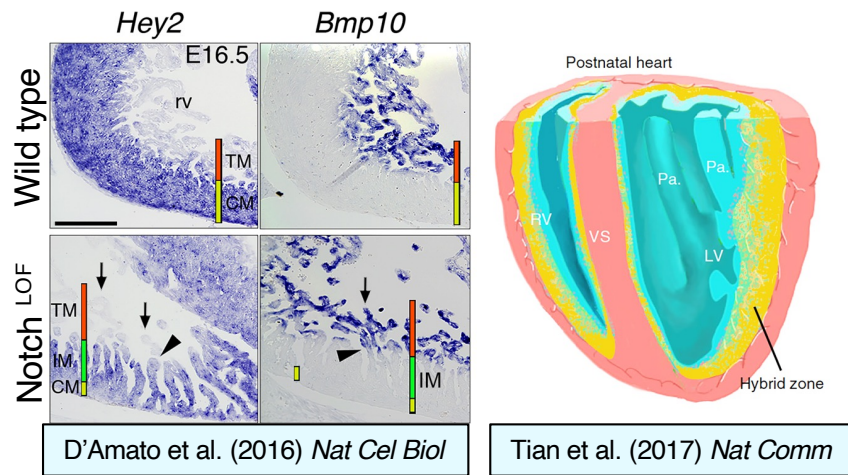 Hey2
Bmp10
Wild type
E16.5
rv
TM
CM
Notch LOF
TM
IM
CM
IM
D'Amato et al. (2016) Nat Cel Biol
Postnatal heart
Pa.
Pa.
RV
VS
LV
Hybrid zone
Tian et al. (2017) Nat Comm